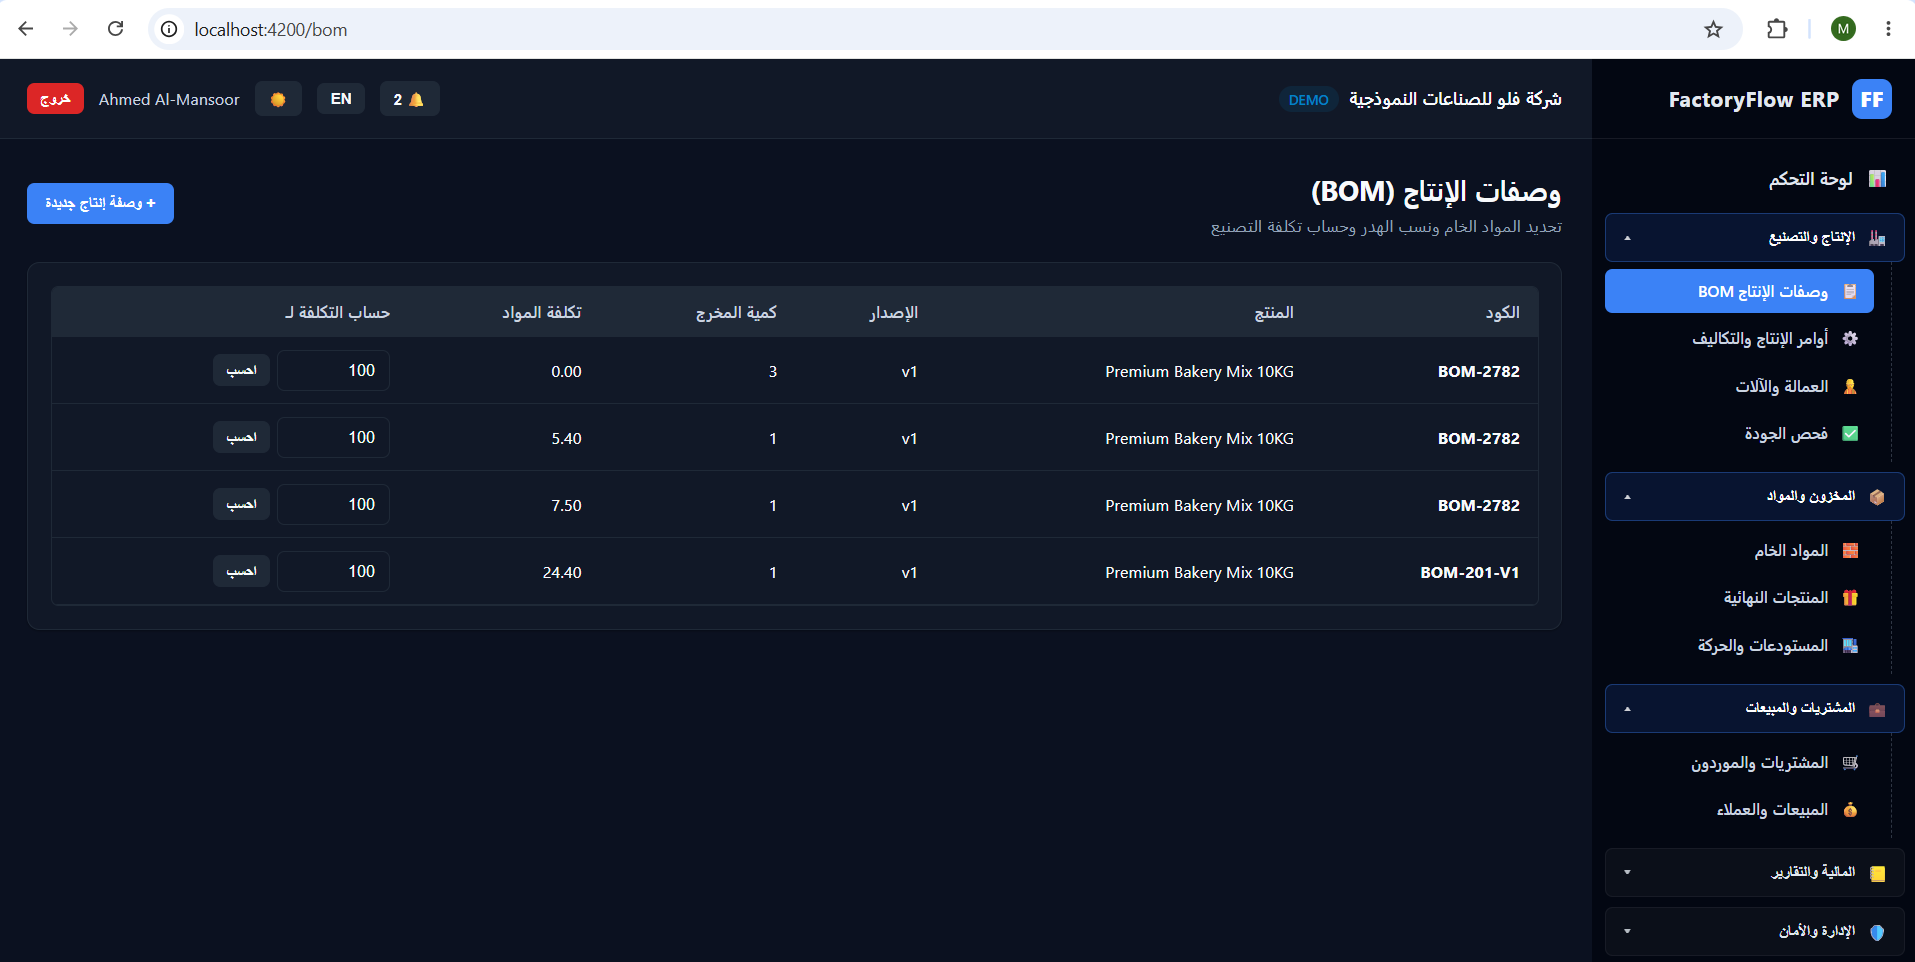 localhost:4200/bom
M
FactoryFlow ERP
FF
شركة فلو للصناعات النموذجية
DEMO
2
EN
Ahmed Al-Mansoor
خروج
لوحة التحكم
الإنتاج والتصنيع
وصفات الإنتاج BOM
أوامر الإنتاج والتكاليف
العمالة والآلات
فحص الجودة
المخزون والمواد
المواد الخام
المنتجات النهائية
المستودعات والحركة
المشتريات والمبيعات
المشتريات والموردون
المبيعات والعملاء
المالية والتقارير
الإدارة والأمان
وصفات الإنتاج (BOM)
تحديد المواد الخام ونسب الهدر وحساب تكلفة التصنيع
+ وصفة إنتاج جديدة
الكود المنتج الإصدار كمية المخرج تكلفة المواد حساب التكلفة لـ
BOM-2782 Premium Bakery Mix 10KG v1 3 0.00 100 احسب
BOM-2782 Premium Bakery Mix 10KG v1 1 5.40 100 احسب
BOM-2782 Premium Bakery Mix 10KG v1 1 7.50 100 احسب
BOM-201-V1 Premium Bakery Mix 10KG v1 1 24.40 100 احسب